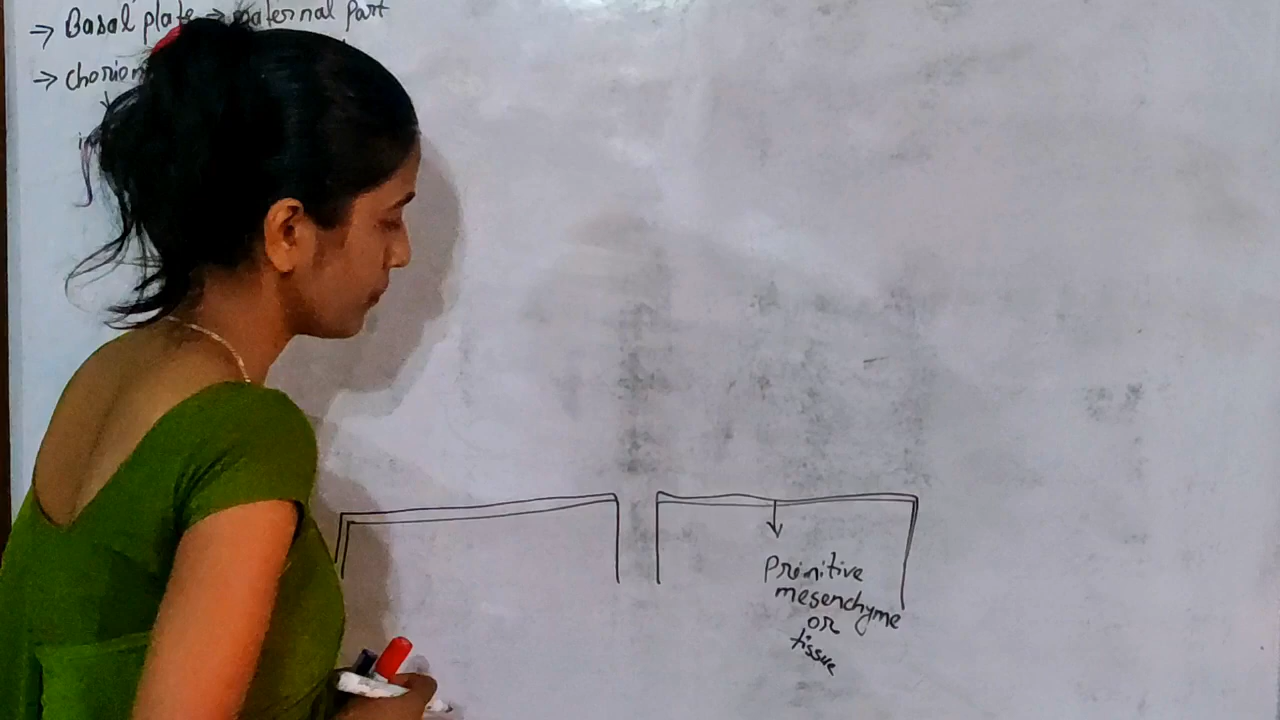 → Basal plate → maternal part
→ chorion
↓
Primitive
mesenchyme
or
tissue